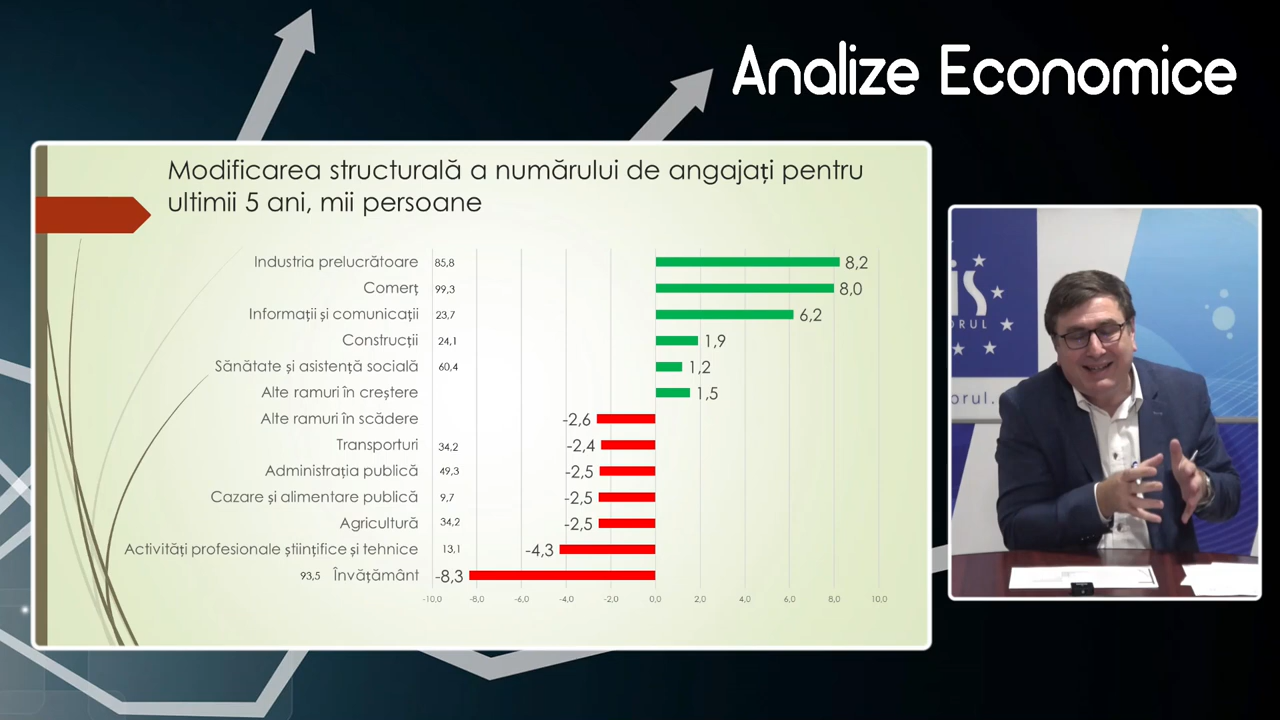 Analize Economice
Modificarea structurală a numărului de angajați pentru
ultimii 5 ani, mii persoane
Industria prelucrătoare 85,8 8,2
Comerț 99,3 8,0
Informații și comunicații 23,7 6,2
Construcții 24,1 1,9
Sănătate și asistență socială 60,4 1,2
Alte ramuri în creștere 1,5
Alte ramuri în scădere -2,6
Transporturi 34,2 -2,4
Administrația publică 49,3 -2,5
Cazare și alimentare publică 9,7 -2,5
Agricultură 34,2 -2,5
Activități profesionale științifice și tehnice 13,1 -4,3
93,5 Învățământ -8,3
-10,0 -8,0 -6,0 -4,0 -2,0 0,0 2,0 4,0 6,0 8,0 10,0